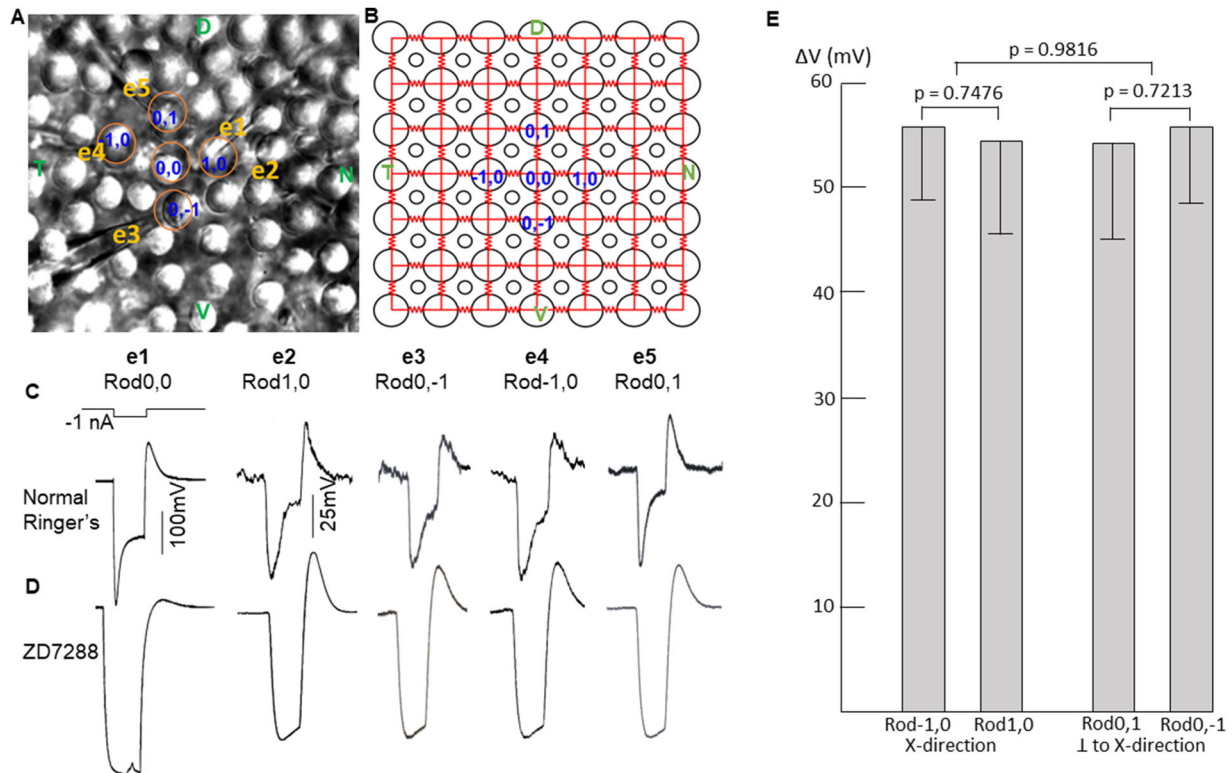 A
D
e5
0,1
1,0
e1
e4
0,0
1,0
e2
T
N
0,-1
e3
V
B
D
0,1
T
-1,0 0,0 1,0
N
0,-1
V
e1 e2 e3 e4 e5
Rod0,0 Rod1,0 Rod0,-1 Rod-1,0 Rod0,1
C
-1 nA
Normal
Ringer's
100mV
25mV
D
ZD7288
E
ΔV (mV)
p = 0.9816
p = 0.7476 p = 0.7213
60
50
40
30
20
10
Rod-1,0 Rod1,0 Rod0,1 Rod0,-1
X-direction ⊥ to X-direction